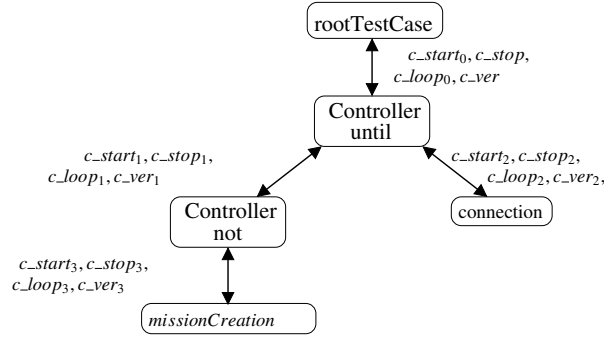 rootTestCase
c_start₀, c_stop,
c_loop₀, c_ver
Controller
until
c_start₁, c_stop₁,
c_loop₁, c_ver₁
c_start₂, c_stop₂,
c_loop₂, c_ver₂,
Controller
not
connection
c_start₃, c_stop₃,
c_loop₃, c_ver₃
missionCreation